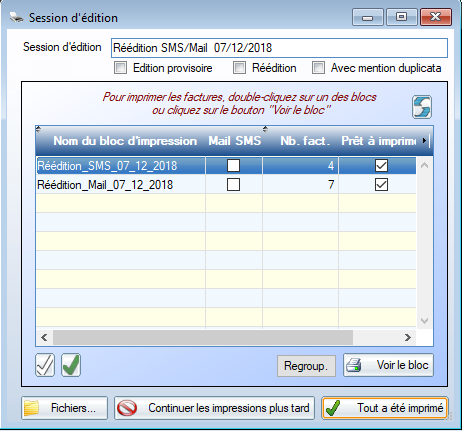 Session d'édition
Session d'édition Réédition SMS/Mail 07/12/2018
Edition provisoire Réédition Avec mention duplicata
Pour imprimer les factures, double-cliquez sur un des blocs
ou cliquez sur le bouton "Voir le bloc"
Nom du bloc d'impression Mail SMS Nb. fact. Prêt à imprime
Réédition_SMS_07_12_2018 4
Réédition_Mail_07_12_2018 7
Regroup. Voir le bloc
Fichiers... Continuer les impressions plus tard Tout a été imprimé